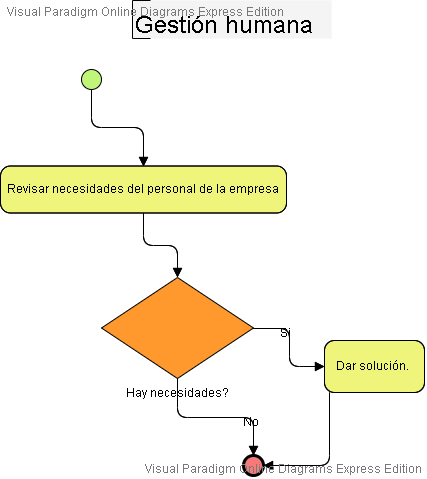 Visual Paradigm Online Diagrams Express Edition
Gestión humana
Revisar necesidades del personal de la empresa
Si
Dar solución.
Hay necesidades?
No
Visual Paradigm Online Diagrams Express Edition